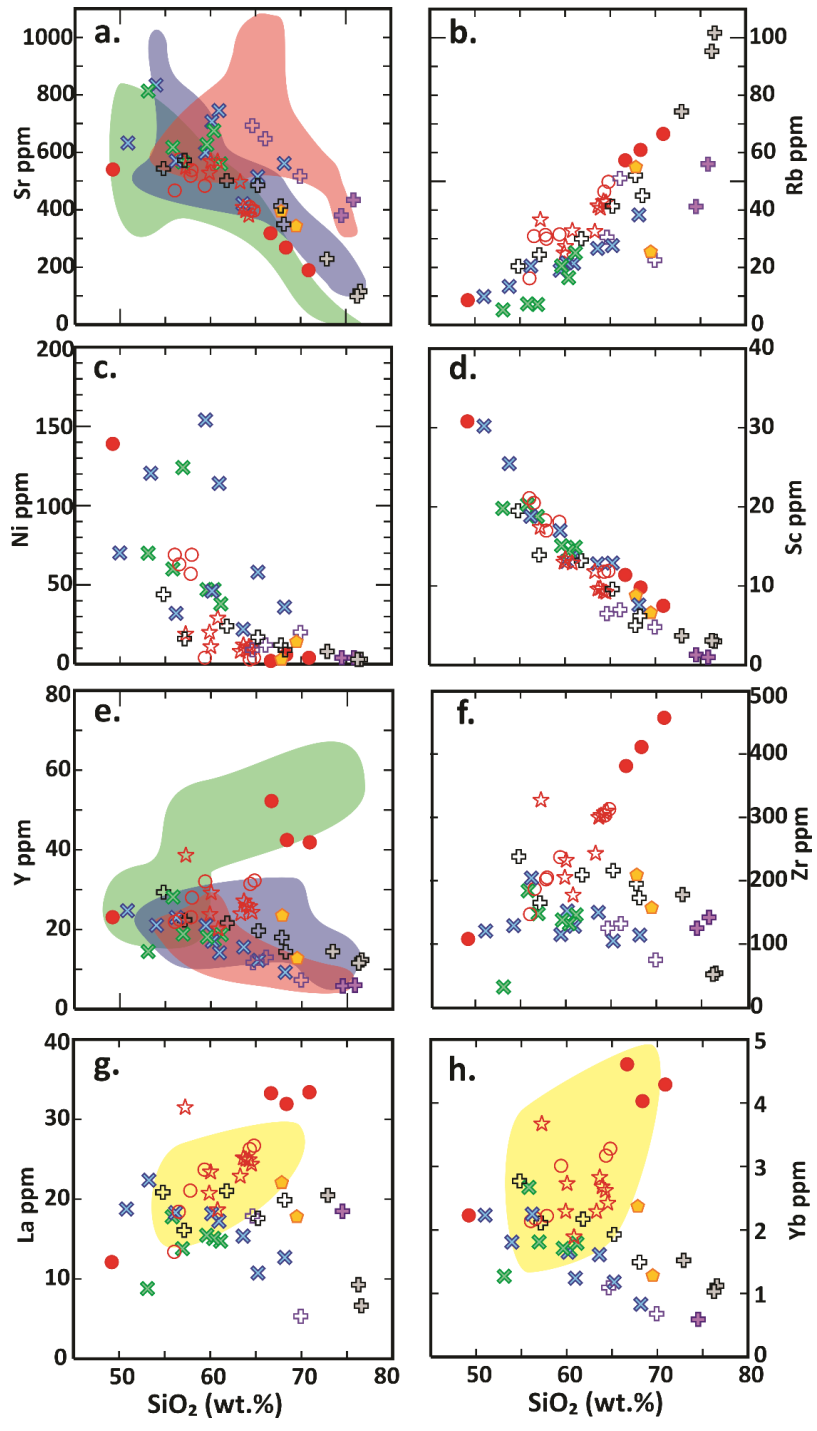 a.
1000
800
600
400
200
0
Sr ppm
b.
100
80
60
40
20
0
Rb ppm
c.
200
150
100
50
0
Ni ppm
d.
40
30
20
10
0
Sc ppm
e.
80
60
40
20
0
Y ppm
f.
500
400
300
200
100
0
Zr ppm
g.
40
30
20
10
0
La ppm
h.
5
4
3
2
1
0
Yb ppm
50 60 70 80
SiO₂ (wt.%)
50 60 70 80
SiO₂ (wt.%)